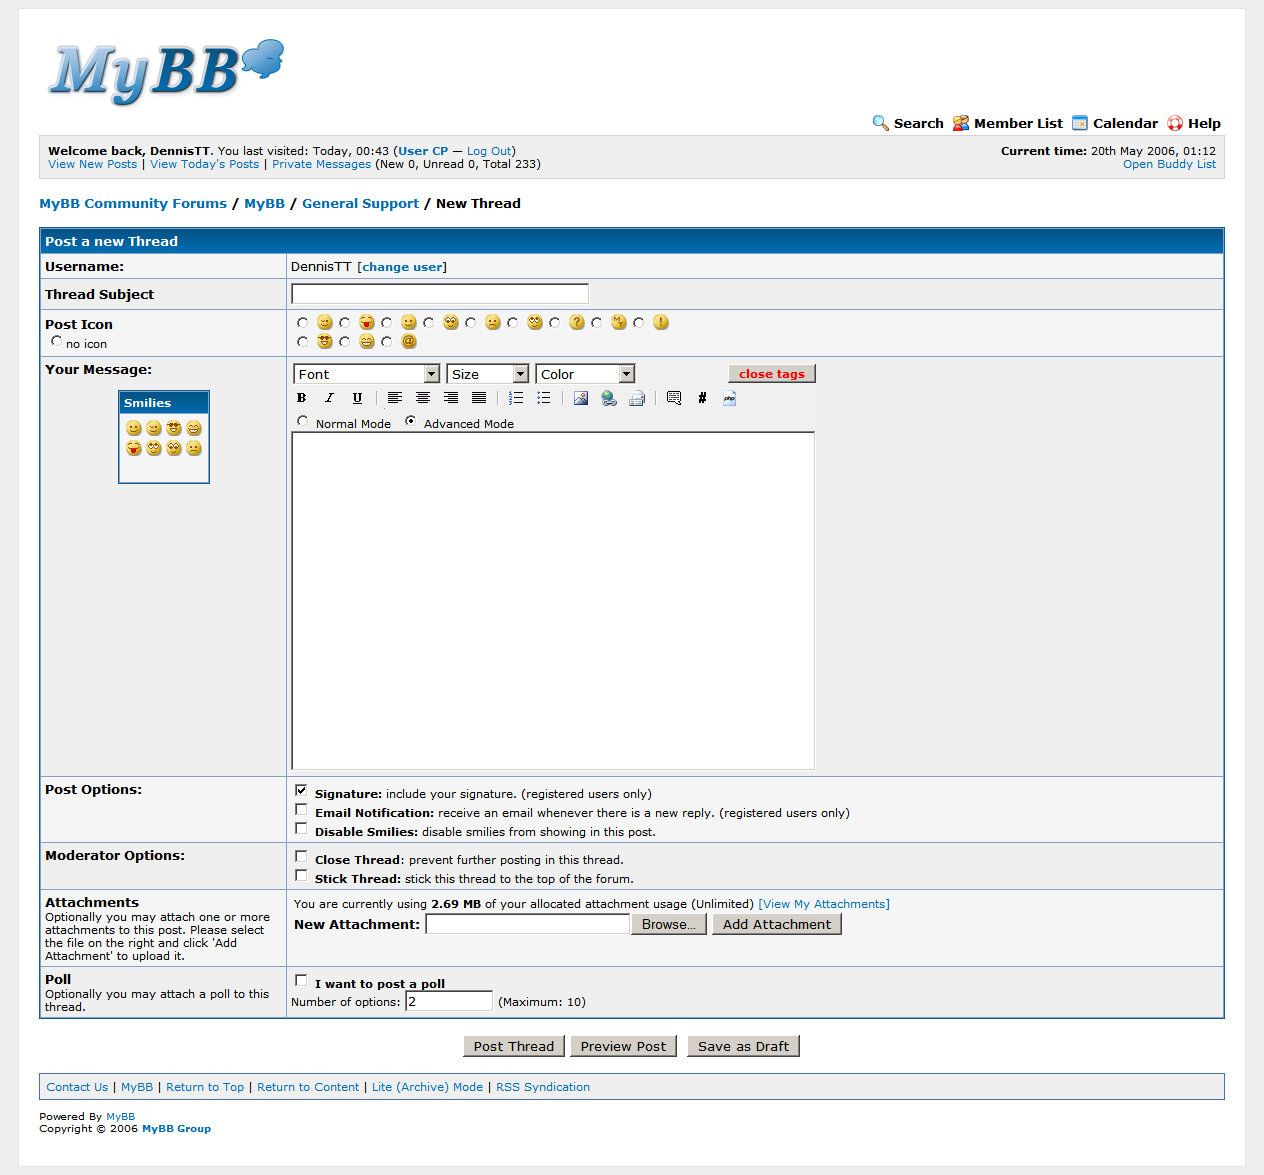 MyBB
Search Member List Calendar Help
Welcome back, DennisTT. You last visited: Today, 00:43 (User CP — Log Out)
Current time: 20th May 2006, 01:12
View New Posts | View Today's Posts | Private Messages (New 0, Unread 0, Total 233)
Open Buddy List
MyBB Community Forums / MyBB / General Support / New Thread
Post a new Thread
Username:
DennisTT [change user]
Thread Subject
Post Icon
no icon
Your Message:
Font Size Color close tags
B I U # php
Normal Mode Advanced Mode
Smilies
Post Options:
Signature: include your signature. (registered users only)
Email Notification: receive an email whenever there is a new reply. (registered users only)
Disable Smilies: disable smilies from showing in this post.
Moderator Options:
Close Thread: prevent further posting in this thread.
Stick Thread: stick this thread to the top of the forum.
Attachments
Optionally you may attach one or more
attachments to this post. Please select
the file on the right and click 'Add
Attachment' to upload it.
You are currently using 2.69 MB of your allocated attachment usage (Unlimited) [View My Attachments]
New Attachment: Browse... Add Attachment
Poll
Optionally you may attach a poll to this
thread.
I want to post a poll
Number of options: 2 (Maximum: 10)
Post Thread Preview Post Save as Draft
Contact Us | MyBB | Return to Top | Return to Content | Lite (Archive) Mode | RSS Syndication
Powered By MyBB
Copyright © 2006 MyBB Group